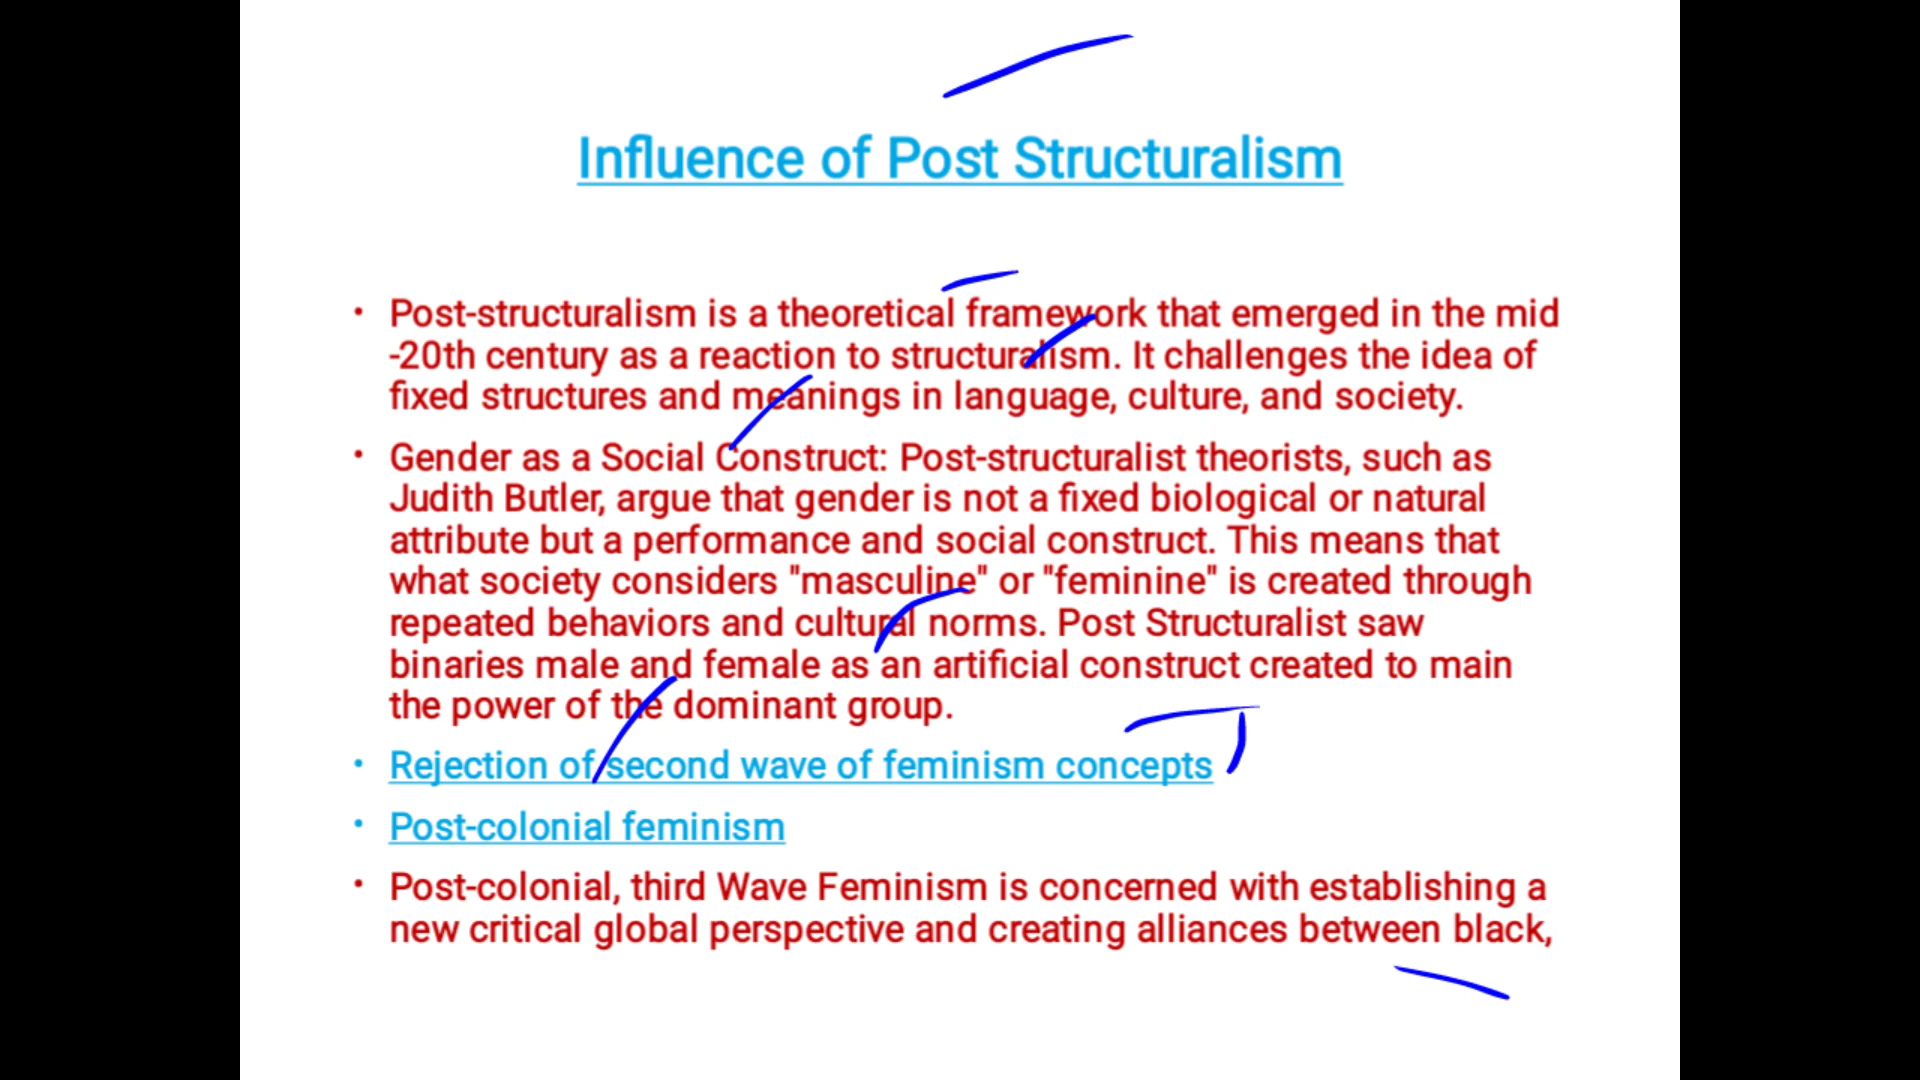 Influence of Post Structuralism
• Post-structuralism is a theoretical framework that emerged in the mid
-20th century as a reaction to structuralism. It challenges the idea of
fixed structures and meanings in language, culture, and society.
• Gender as a Social Construct: Post-structuralist theorists, such as
Judith Butler, argue that gender is not a fixed biological or natural
attribute but a performance and social construct. This means that
what society considers "masculine" or "feminine" is created through
repeated behaviors and cultural norms. Post Structuralist saw
binaries male and female as an artificial construct created to main
the power of the dominant group.
• Rejection of second wave of feminism concepts
• Post-colonial feminism
• Post-colonial, third Wave Feminism is concerned with establishing a
new critical global perspective and creating alliances between black,